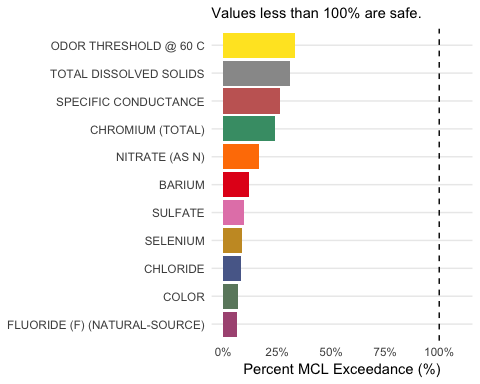 Values less than 100% are safe.
ODOR THRESHOLD @ 60 C
TOTAL DISSOLVED SOLIDS
SPECIFIC CONDUCTANCE
CHROMIUM (TOTAL)
NITRATE (AS N)
BARIUM
SULFATE
SELENIUM
CHLORIDE
COLOR
FLUORIDE (F) (NATURAL-SOURCE)
0% 25% 50% 75% 100%
Percent MCL Exceedance (%)